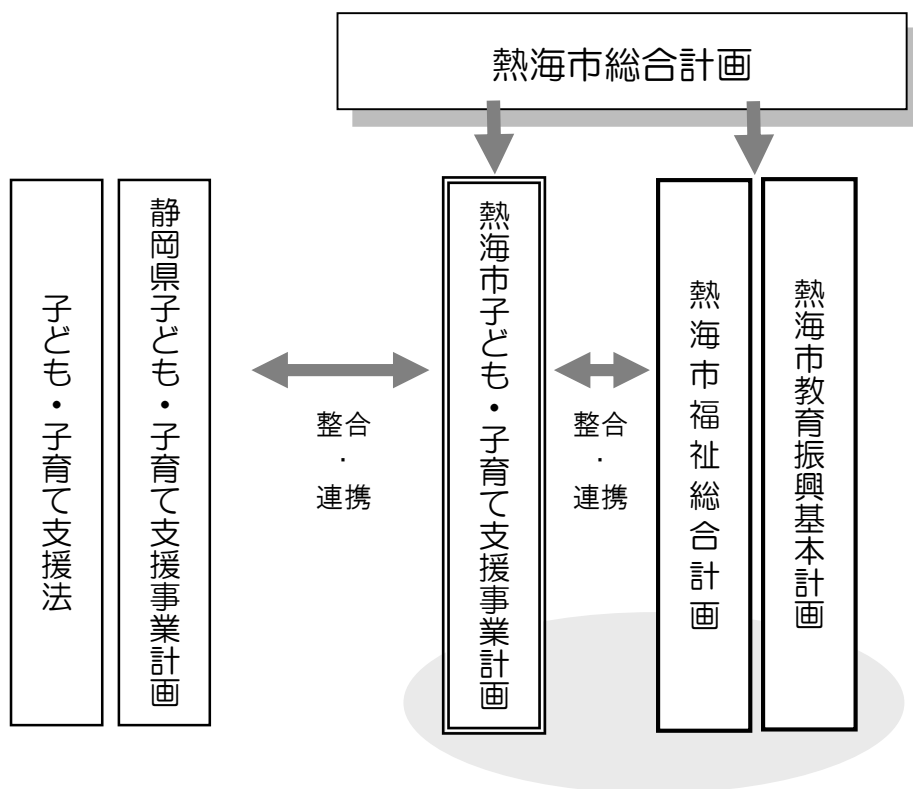 熱海市総合計画
子ども・子育て支援法
静岡県子ども・子育て支援事業計画
整合
・
連携
熱海市子ども・子育て支援事業計画
整合
・
連携
熱海市福祉総合計画
熱海市教育振興基本計画